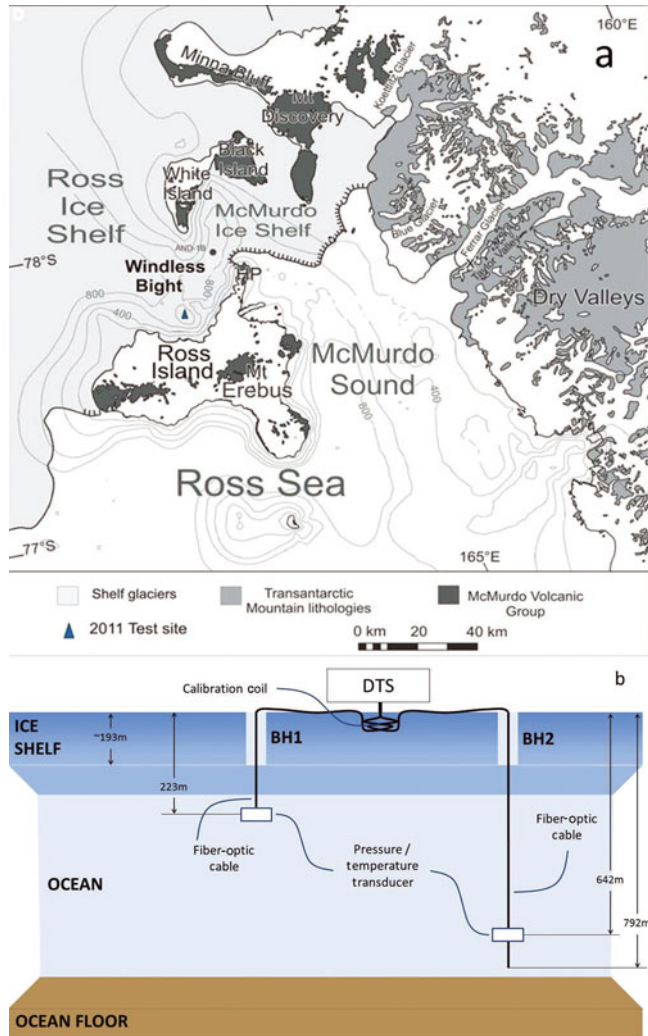 160°E
a
Minna Bluff
Koettlitz Glacier
Mt
Discovery
Black
Island
White
Island
Ross
Ice
Shelf
McMurdo
Ice Shelf
Blue Glacier
Ferrar Glacier
AND-1B
78°S
Windless
Bight
HP
800
800
400
Dry Valleys
Ross
Island
Mt
Erebus
McMurdo
Sound
800
400
Ross Sea
77°S
165°E
Shelf glaciers
Transantarctic
Mountain lithologies
McMurdo Volcanic
Group
2011 Test site
0 km 20 40 km
b
DTS
Calibration coil
ICE
SHELF
~193m
BH1
BH2
223m
Fiber-optic
cable
Pressure /
temperature
transducer
Fiber-optic
cable
642m
792m
OCEAN
OCEAN FLOOR